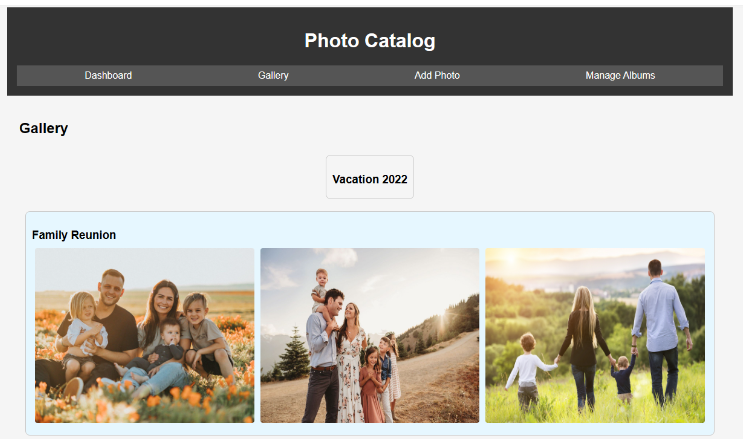 Photo Catalog
Dashboard Gallery Add Photo Manage Albums
Gallery
Vacation 2022
Family Reunion